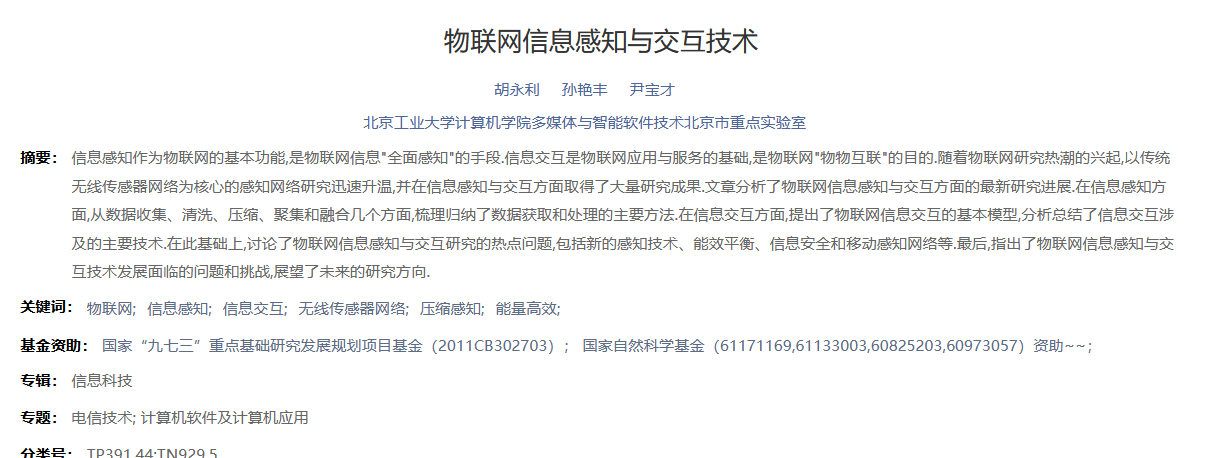 物联网信息感知与交互技术
胡永利 孙艳丰 尹宝才
北京工业大学计算机学院多媒体与智能软件技术北京市重点实验室
摘要: 信息感知作为物联网的基本功能,是物联网信息"全面感知"的手段.信息交互是物联网应用与服务的基础,是物联网"物物互联"的目的.随着物联网研究热潮的兴起,以传统
无线传感器网络为核心的感知网络研究迅速升温,并在信息感知与交互方面取得了大量研究成果.文章分析了物联网信息感知与交互方面的最新研究进展.在信息感知方
面,从数据收集、清洗、压缩、聚集和融合几个方面,梳理归纳了数据获取和处理的主要方法.在信息交互方面,提出了物联网信息交互的基本模型,分析总结了信息交互涉
及的主要技术.在此基础上,讨论了物联网信息感知与交互研究的热点问题,包括新的感知技术、能效平衡、信息安全和移动感知网络等.最后,指出了物联网信息感知与交
互技术发展面临的问题和挑战,展望了未来的研究方向.
关键词: 物联网; 信息感知; 信息交互; 无线传感器网络; 压缩感知; 能量高效;
基金资助: 国家“九七三”重点基础研究发展规划项目基金（2011CB302703）; 国家自然科学基金（61171169,61133003,60825203,60973057）资助~~;
专辑: 信息科技
专题: 电信技术; 计算机软件及计算机应用
分类号: TP391.44;TN929.5